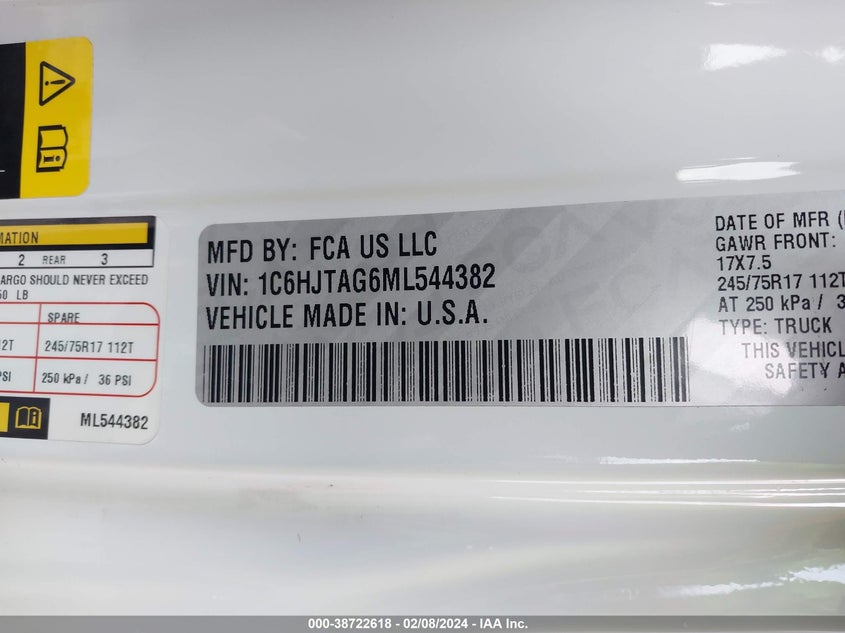 MATION
2 REAR 3
ARGO SHOULD NEVER EXCEED
LB
SPARE
2T 245/75R17 112T
PSI 250 kPa / 36 PSI
ML544382
MFD BY: FCA US LLC
VIN: 1C6HJTAG6ML544382
VEHICLE MADE IN: U.S.A.
DATE OF MFR (
GAWR FRONT:
17X7.5
245/75R17 112T
AT 250 kPa / 3
TYPE: TRUCK
THIS VEHICL
SAFETY A
000-38722618 - 02/08/2024 - IAA Inc.